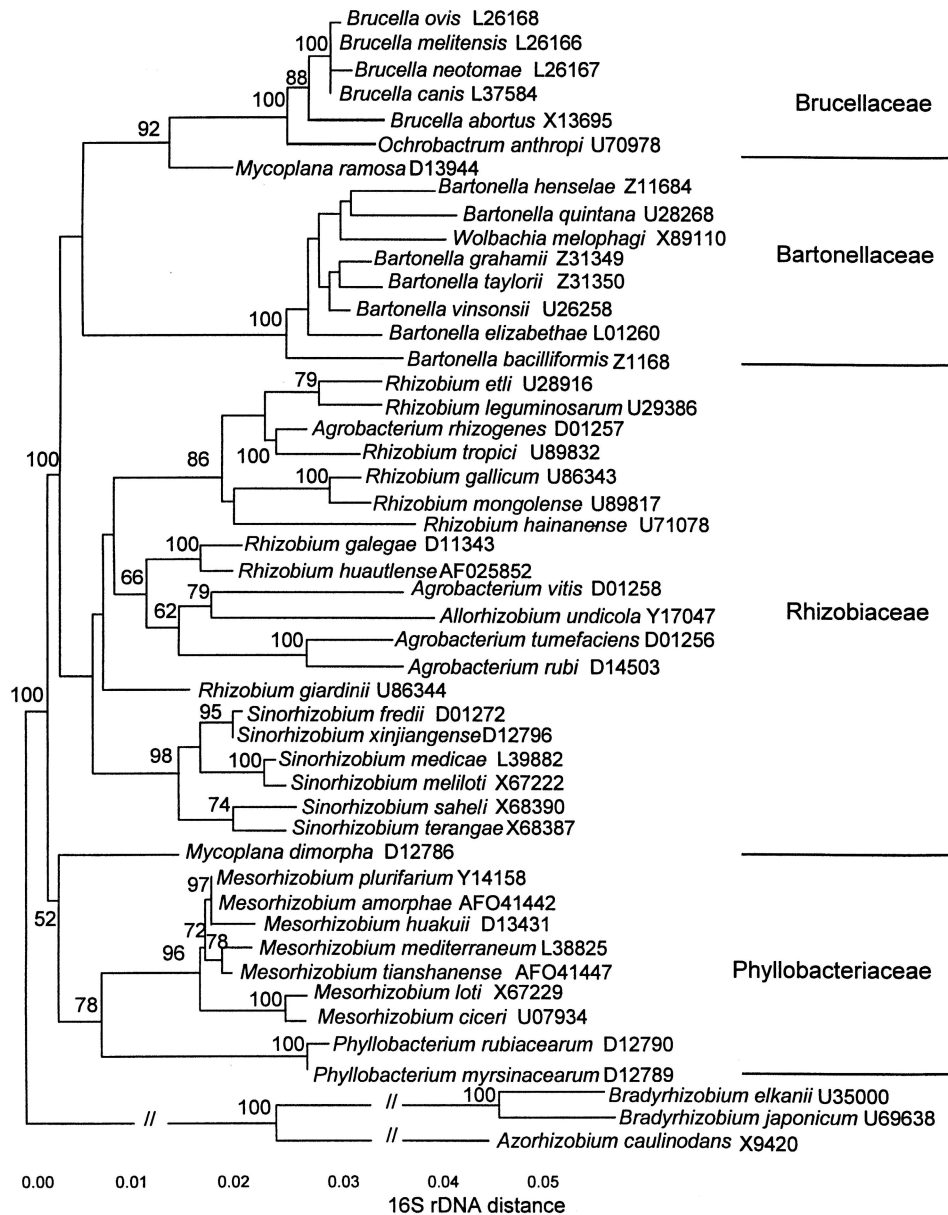 Brucella ovis L26168
100
Brucella melitensis L26166
Brucella neotomae L26167
88
Brucella canis L37584
Brucellaceae
100
Brucella abortus X13695
92
Ochrobactrum anthropi U70978
Mycoplana ramosa D13944
Bartonella henselae Z11684
Bartonella quintana U28268
Wolbachia melophagi X89110
Bartonella grahamii Z31349
Bartonellaceae
Bartonella taylorii Z31350
Bartonella vinsonsii U26258
100
Bartonella elizabethae L01260
Bartonella bacilliformis Z1168
79
Rhizobium etli U28916
Rhizobium leguminosarum U29386
Agrobacterium rhizogenes D01257
100
Rhizobium tropici U89832
86
100
Rhizobium gallicum U86343
100
Rhizobium mongolense U89817
Rhizobium hainanense U71078
100
Rhizobium galegae D11343
66
Rhizobium huautlense AF025852
79
Agrobacterium vitis D01258
62
Allorhizobium undicola Y17047
Rhizobiaceae
100
Agrobacterium tumefaciens D01256
Agrobacterium rubi D14503
100
Rhizobium giardinii U86344
95
Sinorhizobium fredii D01272
Sinorhizobium xinjiangense D12796
98
100
Sinorhizobium medicae L39882
Sinorhizobium meliloti X67222
74
Sinorhizobium saheli X68390
Sinorhizobium terangae X68387
Mycoplana dimorpha D12786
97
Mesorhizobium plurifarium Y14158
Mesorhizobium amorphae AFO41442
52
Mesorhizobium huakuii D13431
72
78
Mesorhizobium mediterraneum L38825
96
Mesorhizobium tianshanense AFO41447
Phyllobacteriaceae
Mesorhizobium loti X67229
78
100
Mesorhizobium ciceri U07934
100
Phyllobacterium rubiacearum D12790
Phyllobacterium myrsinacearum D12789
100
Bradyrhizobium elkanii U35000
100
//
//
Bradyrhizobium japonicum U69638
//
Azorhizobium caulinodans X9420
0.00 0.01 0.02 0.03 0.04 0.05
16S rDNA distance